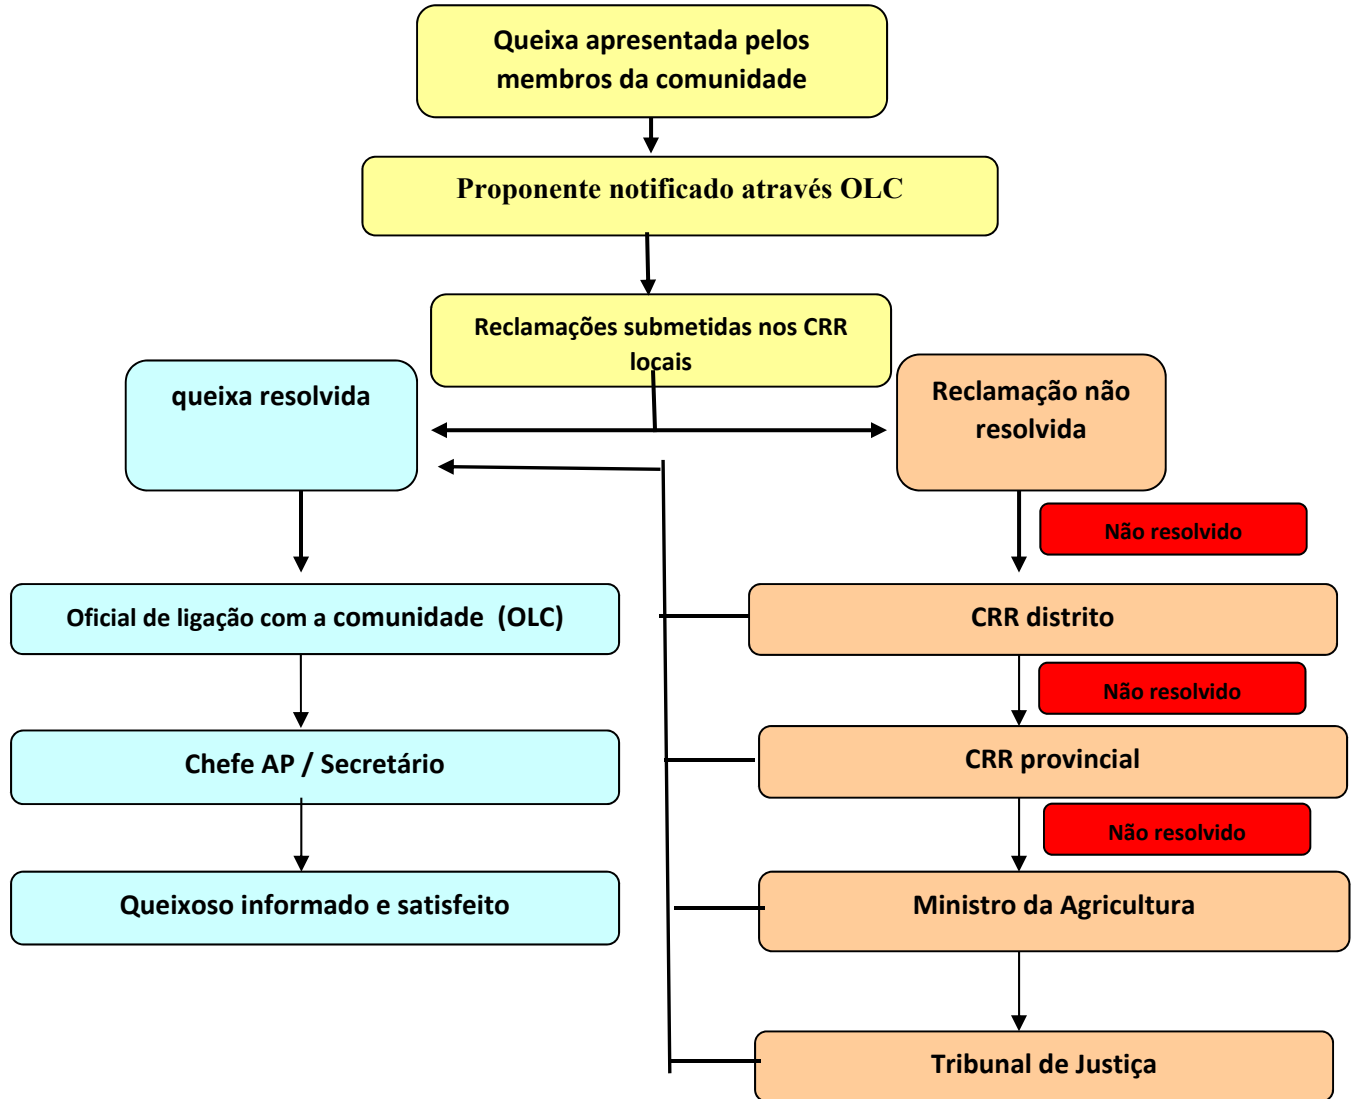 Queixa apresentada pelos
membros da comunidade
Proponente notificado através OLC
Reclamações submetidas nos CRR
locais
queixa resolvida
Reclamação não
resolvida
Não resolvido
Oficial de ligação com a comunidade (OLC)
CRR distrito
Não resolvido
Chefe AP / Secretário
CRR provincial
Não resolvido
Queixoso informado e satisfeito
Ministro da Agricultura
Tribunal de Justiça